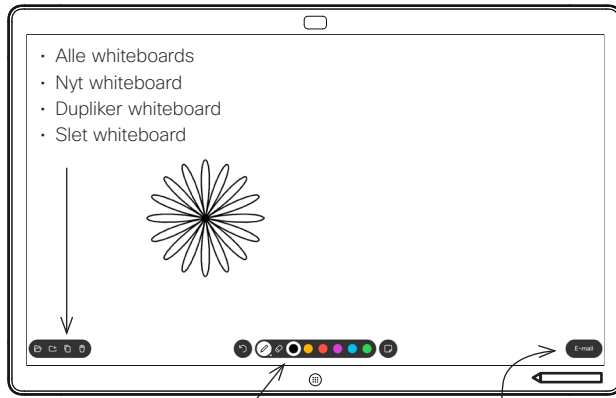 • Alle whiteboards
• Nyt whiteboard
• Dupliker whiteboard
• Slet whiteboard
E-mail